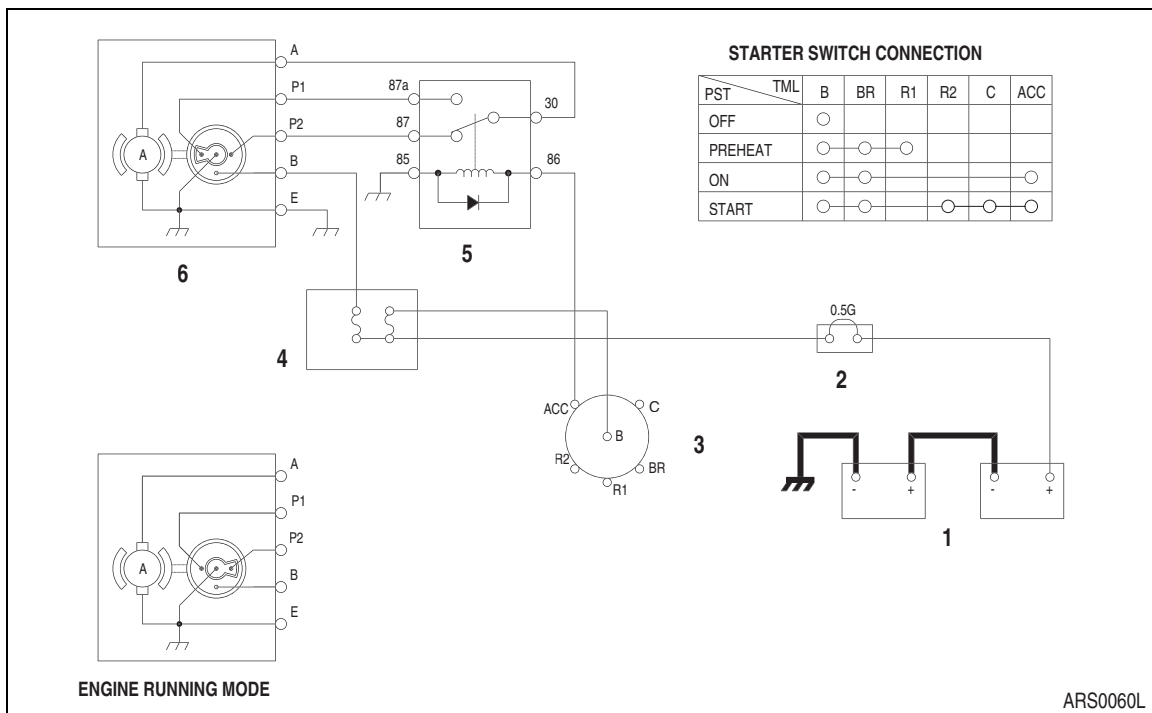 A
P1
P2
B
E
A
6
87a
87
85
30
86
5
STARTER SWITCH CONNECTION
PST TML B BR R1 R2 C ACC
OFF
PREHEAT
ON
START
4
0.5G
2
ACC
C
B
R2
BR
R1
3
- + - +
1
A
P1
P2
B
E
A
ENGINE RUNNING MODE
ARS0060L